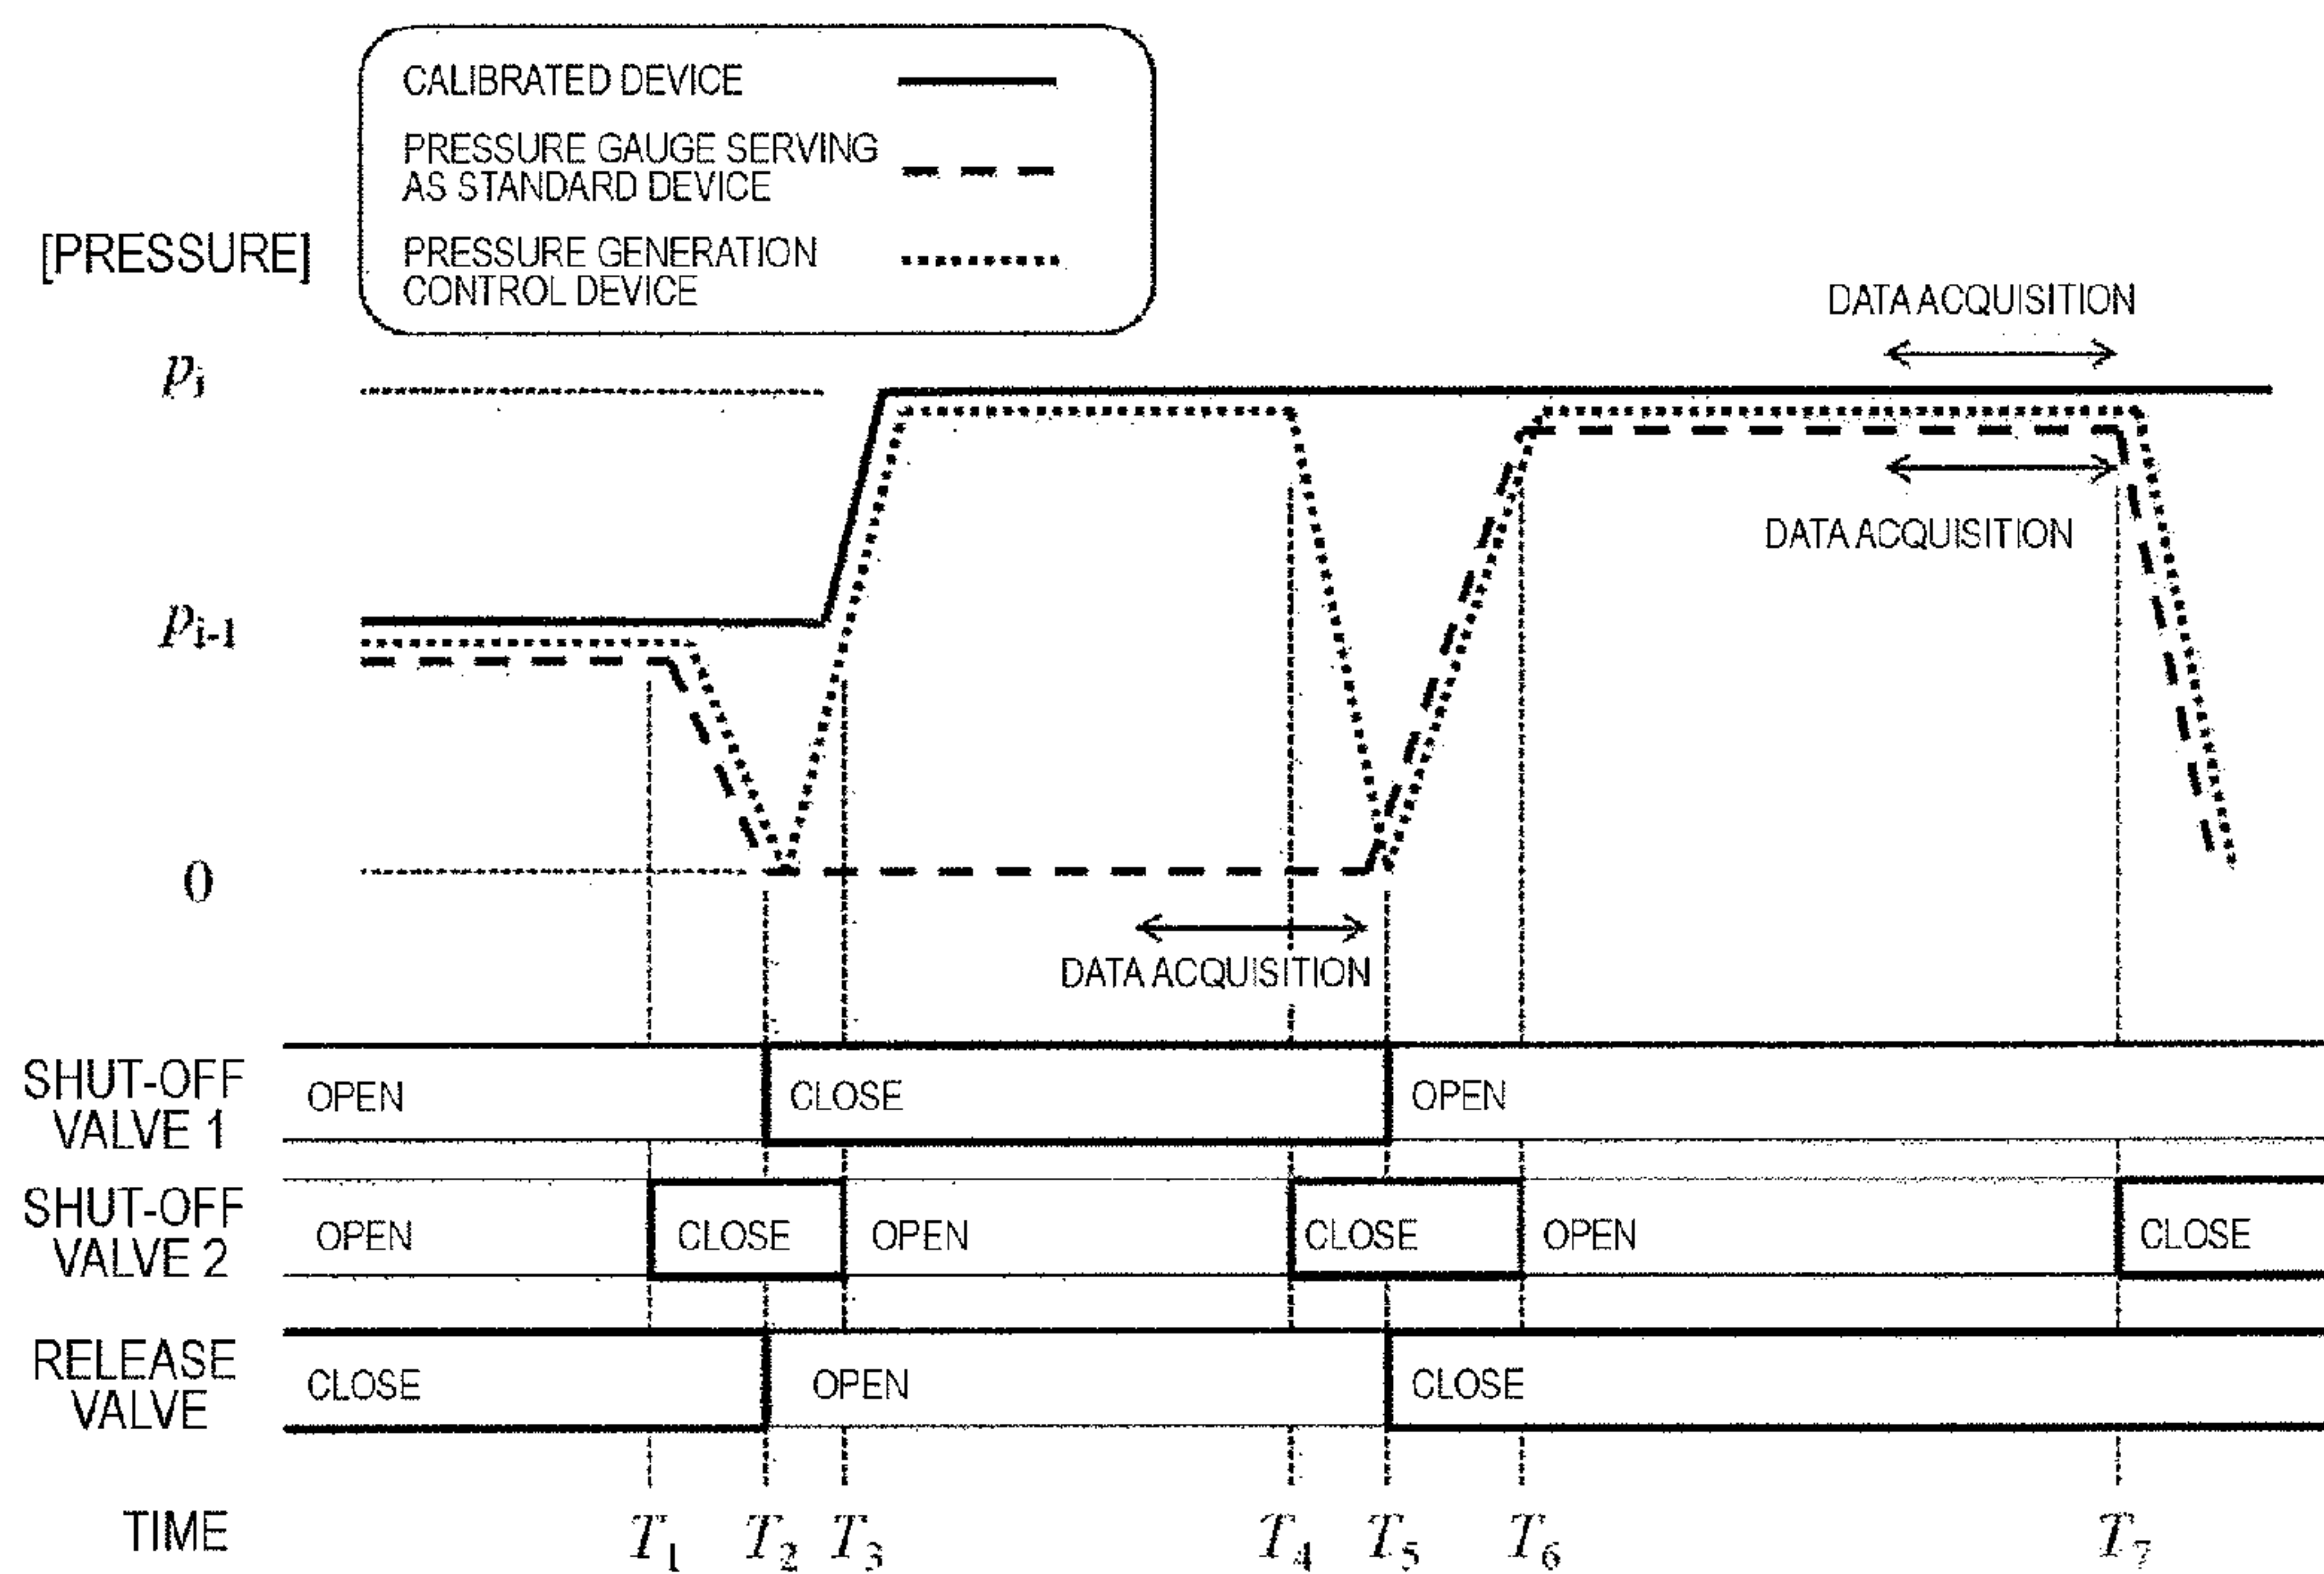 CALIBRATED DEVICE
PRESSURE GAUGE SERVING
AS STANDARD DEVICE
PRESSURE GENERATION
CONTROL DEVICE
[PRESSURE]
DATA ACQUISITION
pi
DATA ACQUISITION
pi-1
0
DATA ACQUISITION
SHUT-OFF
VALVE 1
OPEN CLOSE OPEN
SHUT-OFF
VALVE 2
OPEN CLOSE OPEN CLOSE OPEN CLOSE
RELEASE
VALVE
CLOSE OPEN CLOSE
TIME T1 T2 T3 T4 T5 T6 T7